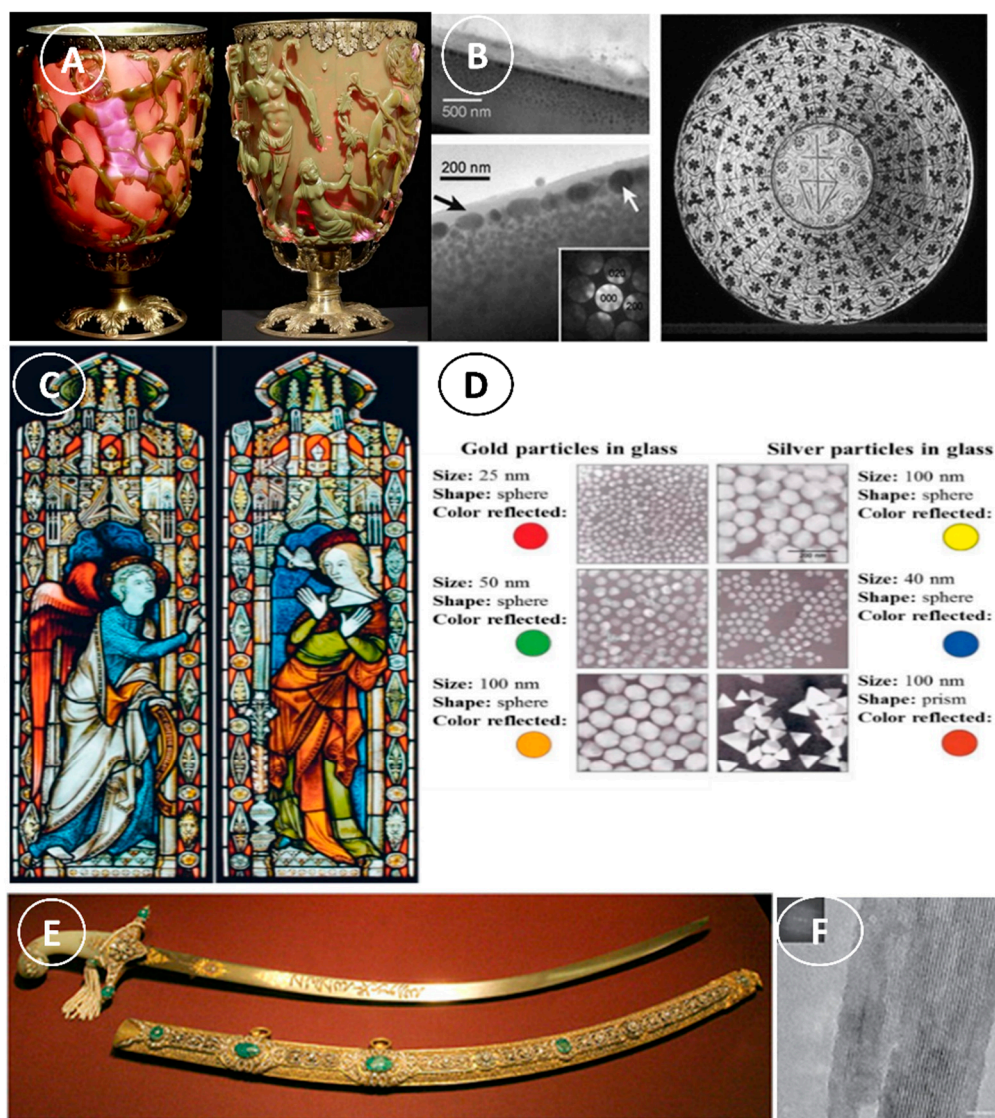 A
B
500 nm
200 nm
020
000
200
C
D
Gold particles in glass
Silver particles in glass
Size: 25 nm
Shape: sphere
Color reflected:
Size: 100 nm
Shape: sphere
Color reflected:
200 nm
Size: 50 nm
Shape: sphere
Color reflected:
Size: 40 nm
Shape: sphere
Color reflected:
Size: 100 nm
Shape: sphere
Color reflected:
Size: 100 nm
Shape: prism
Color reflected:
E
F